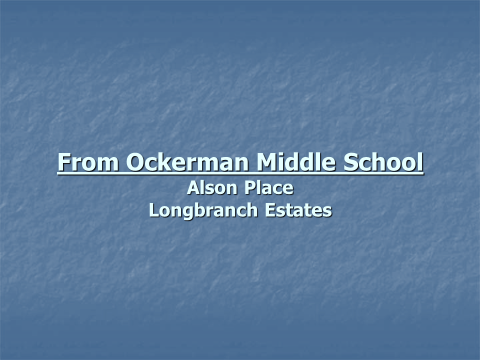 From Ockerman Middle School
Alson Place
Longbranch Estates